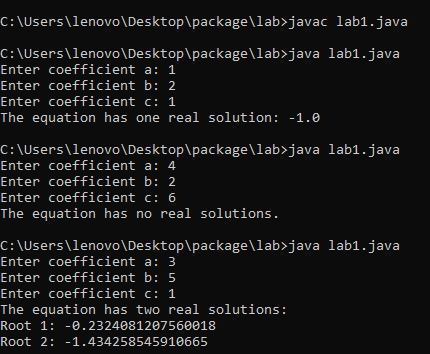 C:\Users\lenovo\Desktop\package\lab>javac lab1.java
C:\Users\lenovo\Desktop\package\lab>java lab1.java
Enter coefficient a: 1
Enter coefficient b: 2
Enter coefficient c: 1
The equation has one real solution: -1.0
C:\Users\lenovo\Desktop\package\lab>java lab1.java
Enter coefficient a: 4
Enter coefficient b: 2
Enter coefficient c: 6
The equation has no real solutions.
C:\Users\lenovo\Desktop\package\lab>java lab1.java
Enter coefficient a: 3
Enter coefficient b: 5
Enter coefficient c: 1
The equation has two real solutions:
Root 1: -0.2324081207560018
Root 2: -1.434258545910665